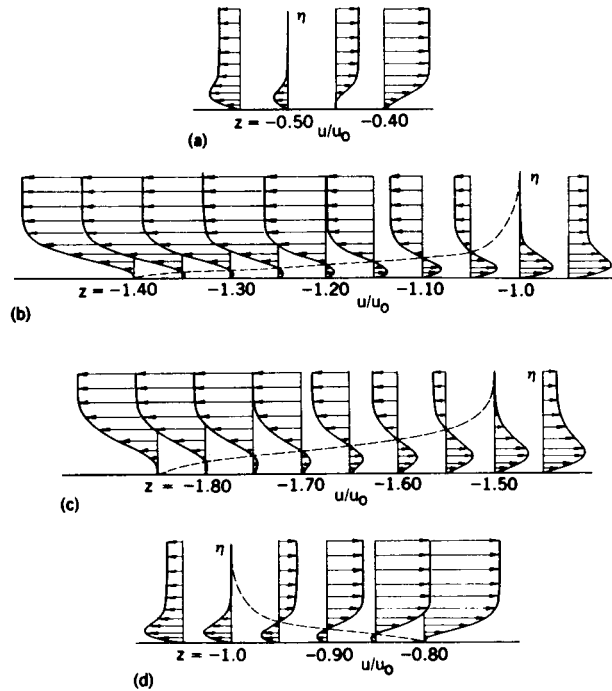 η
z = −0.50 −0.40
u/u₀
(a)
η
z = −1.40 −1.30 −1.20 −1.10 −1.0
u/u₀
(b)
η
z = −1.80 −1.70 −1.60 −1.50
u/u₀
(c)
η
z = −1.0 −0.90 −0.80
u/u₀
(d)